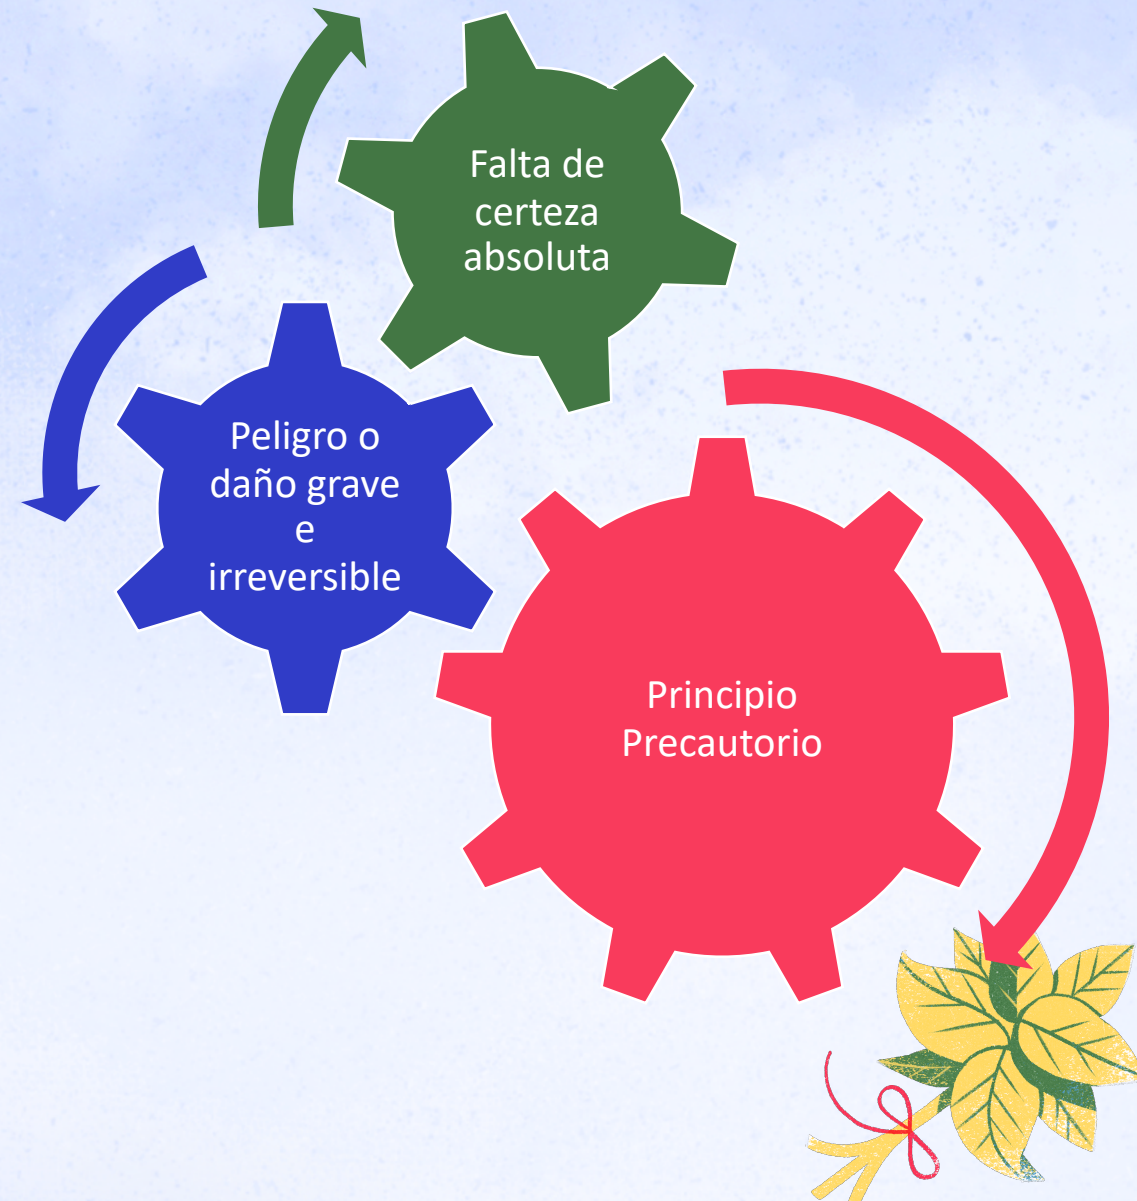 Falta de
certeza
absoluta
Peligro o
daño grave
e
irreversible
Principio
Precautorio